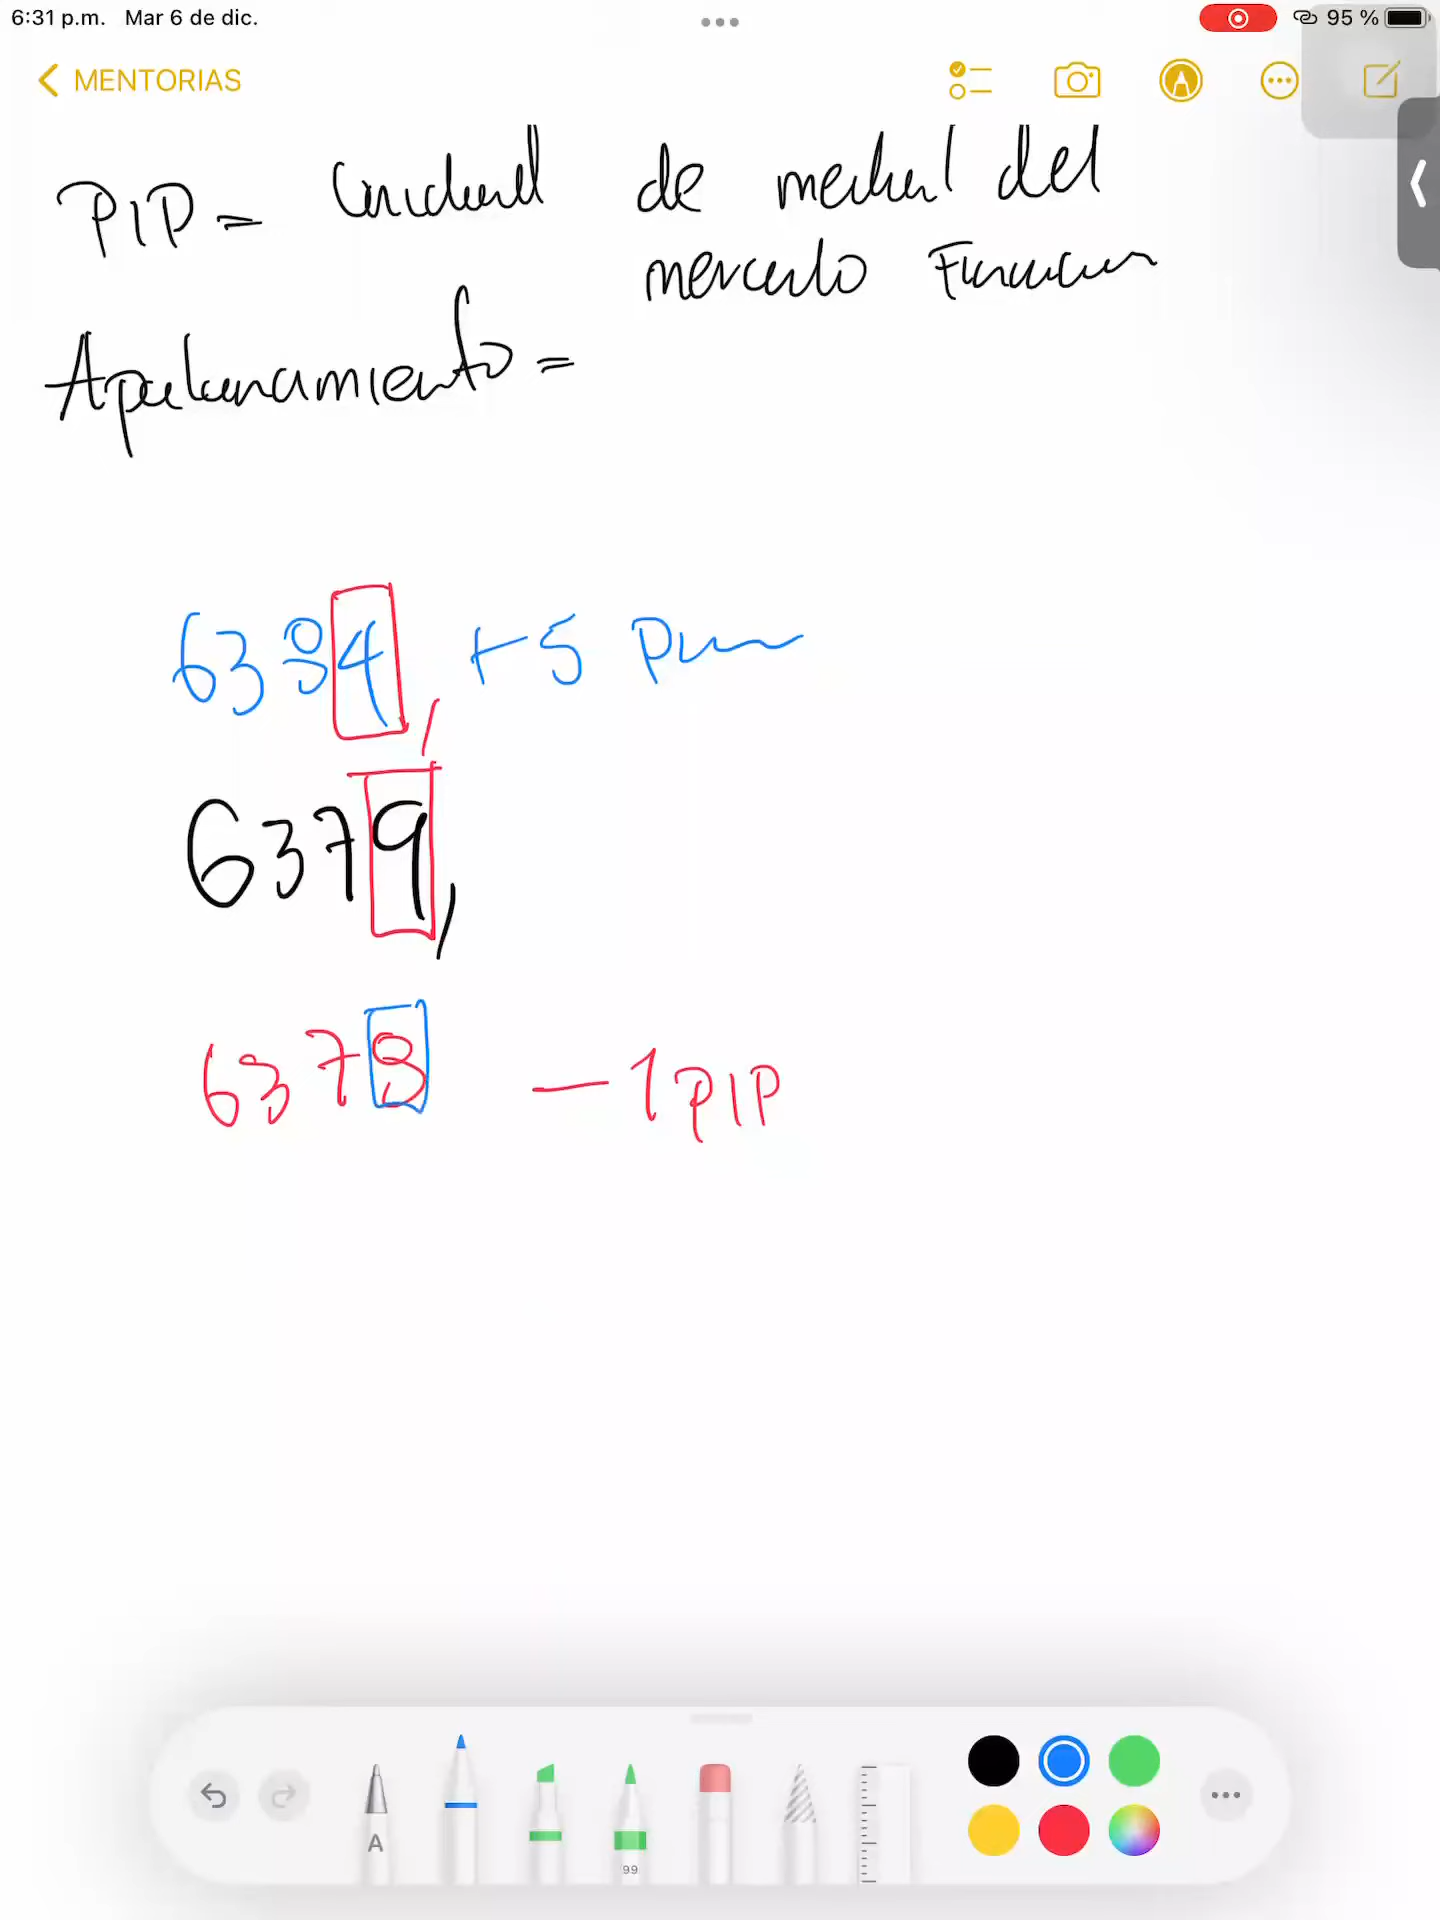 6:31 p.m. Mar 6 de dic. 95 %
MENTORIAS
PIP = Unidad de medida del
mercado Financiero
Apalancamiento =
6384 +5 
6379,
6378 - 1 PIP
A
99